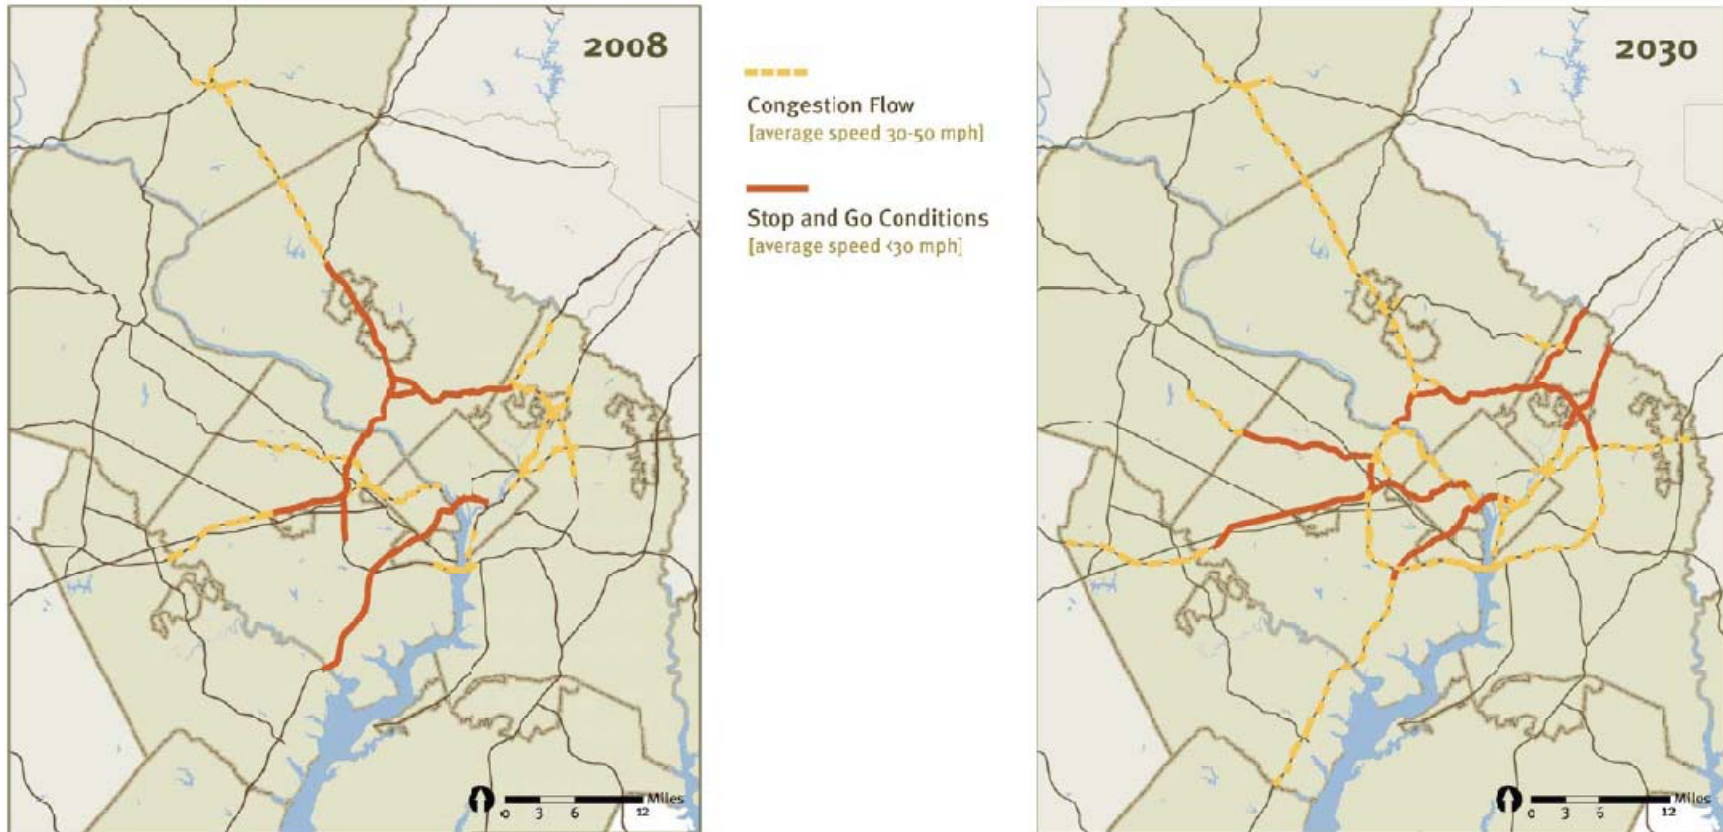 2008
Congestion Flow
[average speed 30-50 mph]
Stop and Go Conditions
[average speed <30 mph]
2030
Miles
0 3 6 12
Miles
0 3 6 12